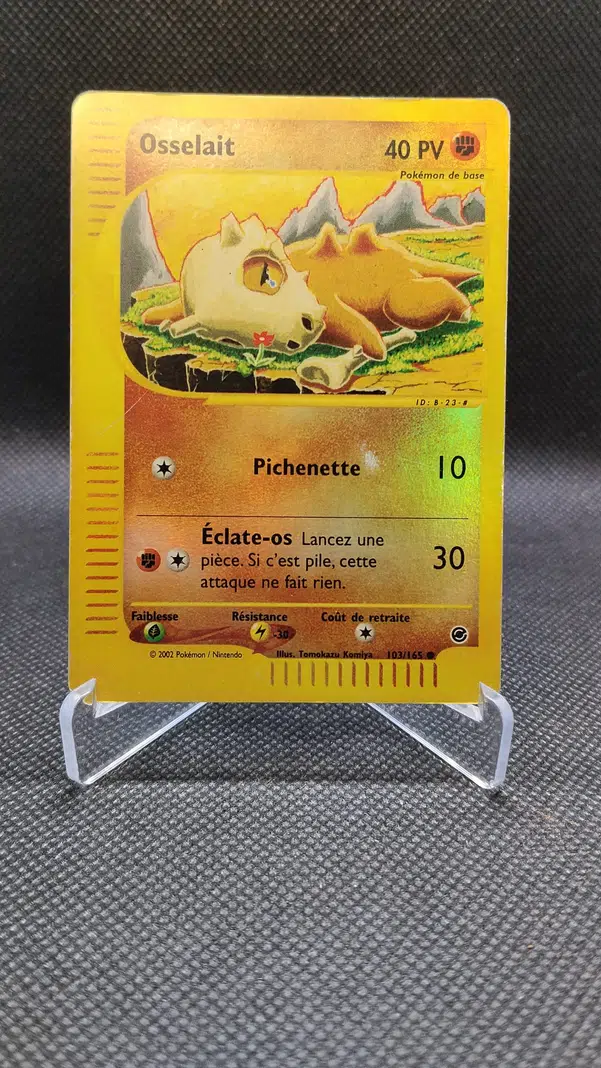 Osselait 40 PV
Pokémon de base
ID: B-23-#
Pichenette 10
Éclate-os Lancez une
pièce. Si c'est pile, cette
attaque ne fait rien.
30
Faiblesse Résistance Coût de retraite
-30
© 2002 Pokémon / Nintendo Illus. Tomokazu Komiya 103/165